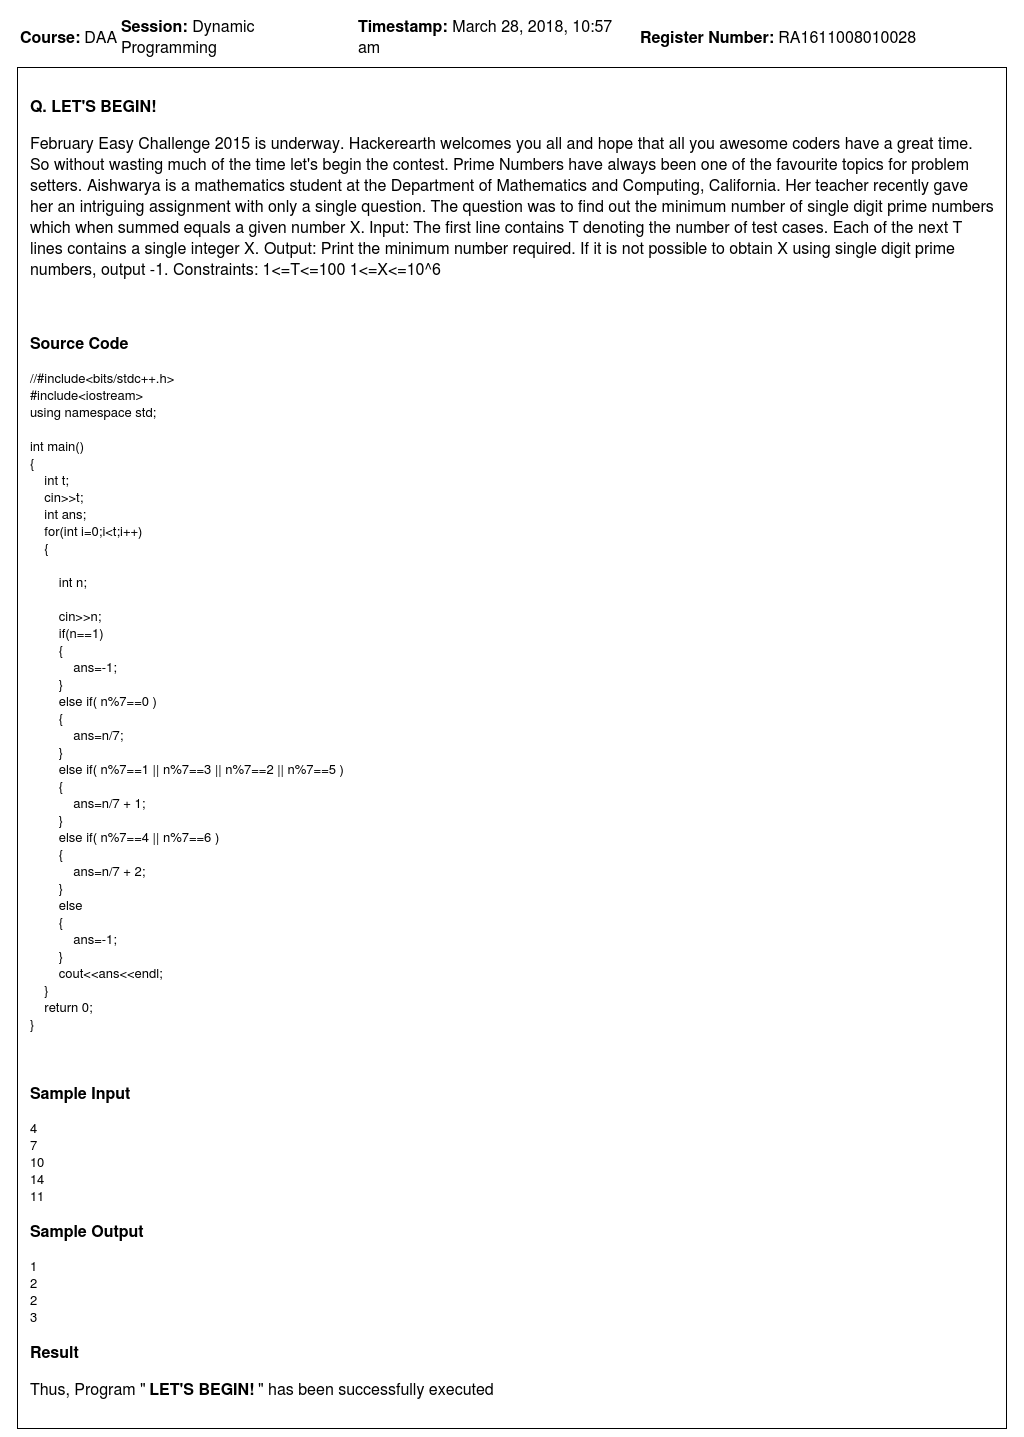 Course: DAA Session: Dynamic Programming Timestamp: March 28, 2018, 10:57 am Register Number: RA1611008010028
Q. LET'S BEGIN!
February Easy Challenge 2015 is underway. Hackerearth welcomes you all and hope that all you awesome coders have a great time.
So without wasting much of the time let's begin the contest. Prime Numbers have always been one of the favourite topics for problem
setters. Aishwarya is a mathematics student at the Department of Mathematics and Computing, California. Her teacher recently gave
her an intriguing assignment with only a single question. The question was to find out the minimum number of single digit prime numbers
which when summed equals a given number X. Input: The first line contains T denoting the number of test cases. Each of the next T
lines contains a single integer X. Output: Print the minimum number required. If it is not possible to obtain X using single digit prime
numbers, output -1. Constraints: 1<=T<=100 1<=X<=10^6
Source Code
//#include<bits/stdc++.h>
#include<iostream>
using namespace std;
int main()
{
    int t;
    cin>>t;
    int ans;
    for(int i=0;i<t;i++)
    {
        int n;
        cin>>n;
        if(n==1)
        {
            ans=-1;
        }
        else if( n%7==0 )
        {
            ans=n/7;
        }
        else if( n%7==1 || n%7==3 || n%7==2 || n%7==5 )
        {
            ans=n/7 + 1;
        }
        else if( n%7==4 || n%7==6 )
        {
            ans=n/7 + 2;
        }
        else
        {
            ans=-1;
        }
        cout<<ans<<endl;
    }
    return 0;
}
Sample Input
4
7
10
14
11
Sample Output
1
2
2
3
Result
Thus, Program " LET'S BEGIN! " has been successfully executed